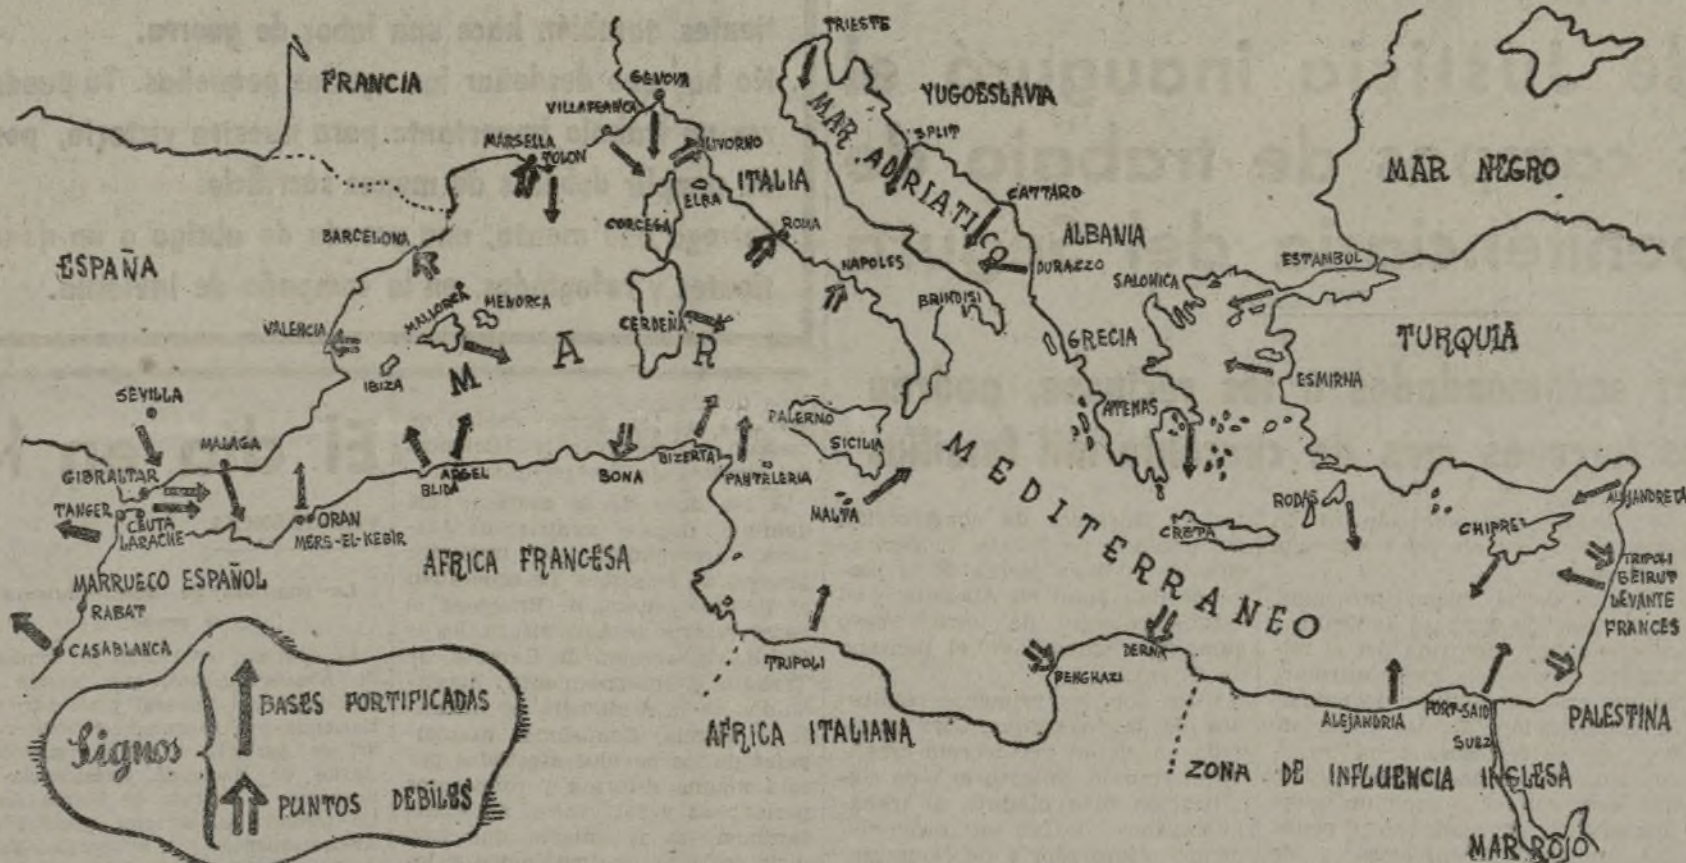 TRIESTE
FRANCIA
GENOVA
YUGOESLAVIA
VILLAFRANCA
MAR ADRIATICO
MARSELLA
TOLON
LIVORNO
SPLIT
MAR NEGRO
ITALIA
ELBA
CATTARO
CORCEGA
ROMA
BARCELONA
ALBANIA
ESPAÑA
NAPOLES
DURAZZO
ESTAMBUL
SALONICA
MALLORCA
MENORCA
BRINDISI
CERDEÑA
VALENCIA
GRECIA
TURQUIA
MAR
IBIZA
ESMIRNA
SEVILLA
ATENAS
PALERMO
SICILIA
MALAGA
MEDITERRANEO
GIBRALTAR
ARGEL
BLIDA
BONA
BIZERTA
PANTELERIA
TANGER
CEUTA
LARACHE
ORAN
MERS-EL-KEBIR
MALTA
RODAS
ALEJANDRETA
CRETA
CHIPRE
AFRICA FRANCESA
TRIPOLI
BEIRUT
LEVANTE
FRANCES
MARRUECO ESPAÑOL
RABAT
CASABLANCA
TRIPOLI
DERNA
BENGHAZI
ALEJANDRIA
PORT-SAID
PALESTINA
SUEZ
AFRICA ITALIANA
ZONA DE INFLUENCIA INGLESA
MAR ROJO
Signos
BASES FORTIFICADAS
PUNTOS DEBILES